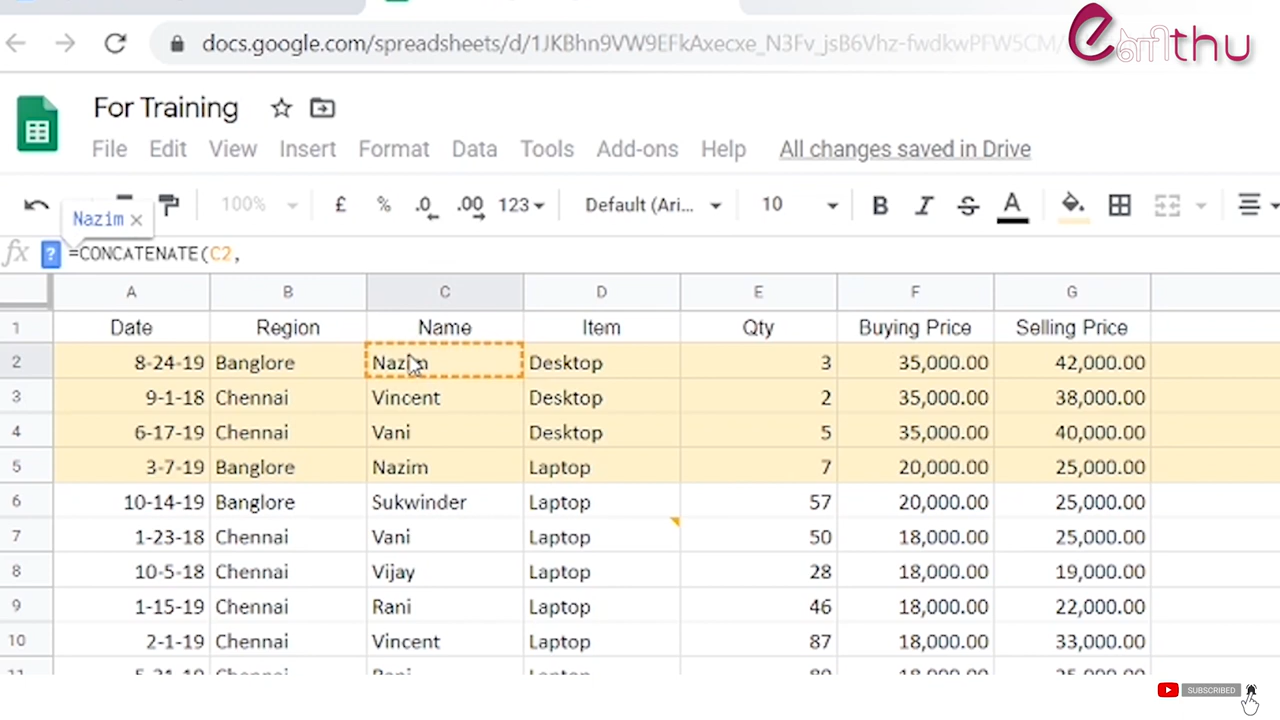 eனிthu
docs.google.com/spreadsheets/d/1JKBhn9VW9EFkAxecxe_N3Fv_jsB6Vhz-fwdkwPFW5CM/
For Training
File Edit View Insert Format Data Tools Add-ons Help All changes saved in Drive
100% £ % .0 .00 123 Default (Ari... 10 B I S A
Nazim ×
fx ? =CONCATENATE(C2,
A B C D E F G
1 Date Region Name Item Qty Buying Price Selling Price
2 8-24-19 Banglore Nazim Desktop 3 35,000.00 42,000.00
3 9-1-18 Chennai Vincent Desktop 2 35,000.00 38,000.00
4 6-17-19 Chennai Vani Desktop 5 35,000.00 40,000.00
5 3-7-19 Banglore Nazim Laptop 7 20,000.00 25,000.00
6 10-14-19 Banglore Sukwinder Laptop 57 20,000.00 25,000.00
7 1-23-18 Chennai Vani Laptop 50 18,000.00 25,000.00
8 10-5-18 Chennai Vijay Laptop 28 18,000.00 19,000.00
9 1-15-19 Chennai Rani Laptop 46 18,000.00 22,000.00
10 2-1-19 Chennai Vincent Laptop 87 18,000.00 33,000.00
SUBSCRIBED